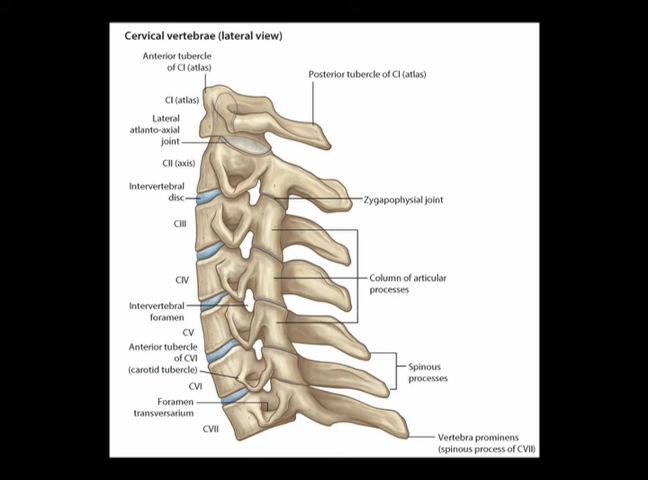 Cervical vertebrae (lateral view)
Anterior tubercle
of CI (atlas)
Posterior tubercle of CI (atlas)
CI (atlas)
Lateral
atlanto-axial
joint
CII (axis)
Intervertebral
disc
Zygapophysial joint
CIII
CIV
Column of articular
processes
Intervertebral
foramen
CV
Anterior tubercle
of CVI
(carotid tubercle)
Spinous
processes
CVI
Foramen
transversarium
CVII
Vertebra prominens
(spinous process of CVII)